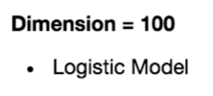 Dimension = 100
• Logistic Model